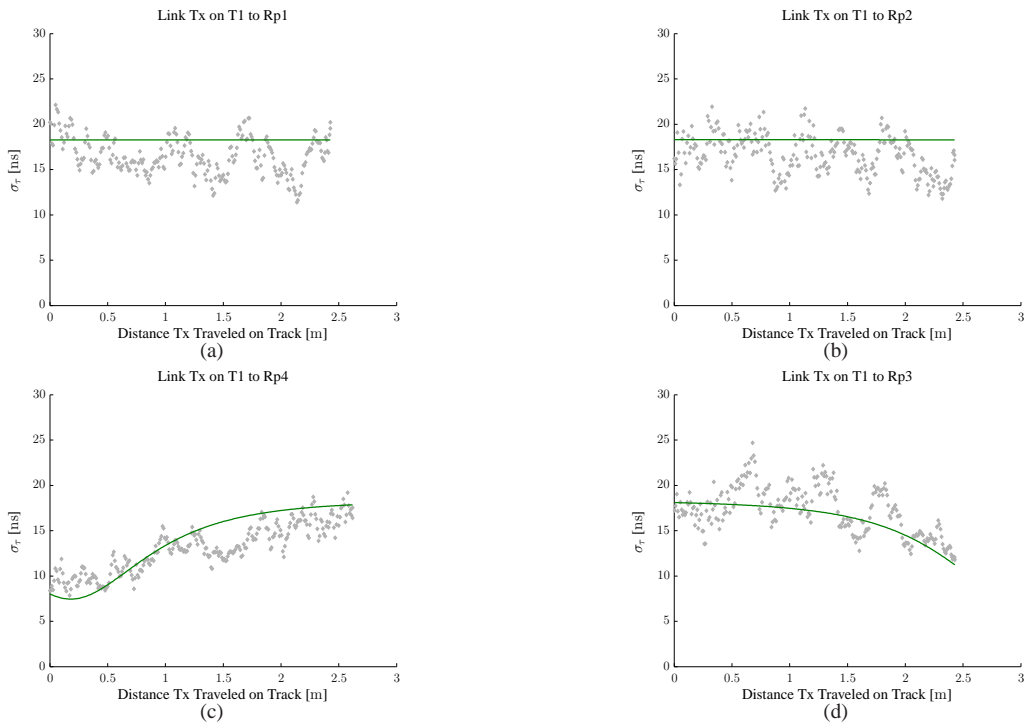 Link Tx on T1 to Rp1
30
25
20
15
10
5
0
στ [ns]
0 0.5 1 1.5 2 2.5 3
Distance Tx Traveled on Track [m]
(a)
Link Tx on T1 to Rp2
30
25
20
15
10
5
0
στ [ns]
0 0.5 1 1.5 2 2.5 3
Distance Tx Traveled on Track [m]
(b)
Link Tx on T1 to Rp4
30
25
20
15
10
5
0
στ [ns]
0 0.5 1 1.5 2 2.5 3
Distance Tx Traveled on Track [m]
(c)
Link Tx on T1 to Rp3
30
25
20
15
10
5
0
στ [ns]
0 0.5 1 1.5 2 2.5 3
Distance Tx Traveled on Track [m]
(d)